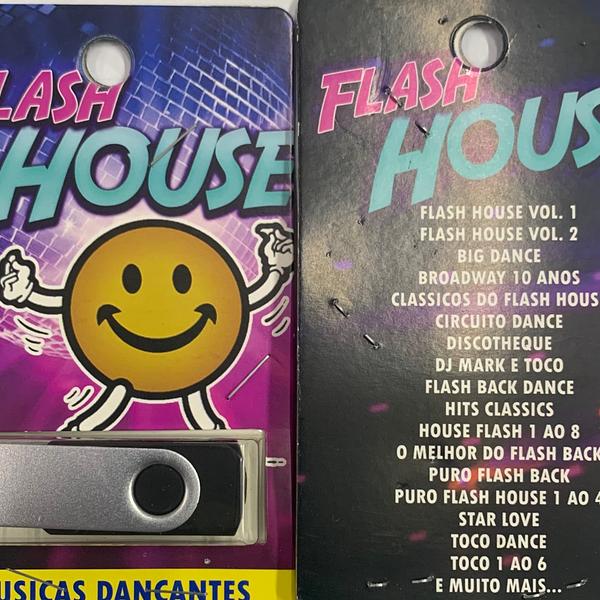 LASH
HOUSE
USICAS DANCANTES
FLASH
HOUS
FLASH HOUSE VOL. 1
FLASH HOUSE VOL. 2
BIG DANCE
BROADWAY 10 ANOS
CLASSICOS DO FLASH HOUS
CIRCUITO DANCE
DISCOTHEQUE
DJ MARK E TOCO
FLASH BACK DANCE
HITS CLASSICS
HOUSE FLASH 1 AO 8
O MELHOR DO FLASH BACK
PURO FLASH BACK
PURO FLASH HOUSE 1 AO 4
STAR LOVE
TOCO DANCE
TOCO 1 AO 6
E MUITO MAIS...